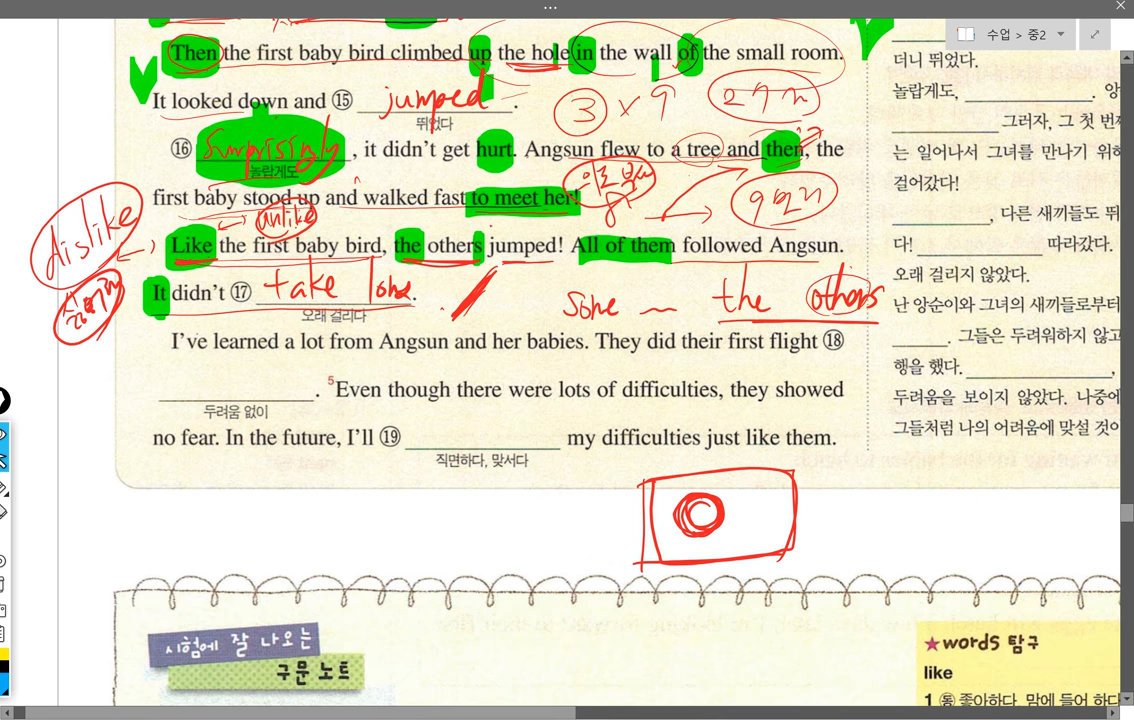 수업 > 중2
Then the first baby bird climbed up the hole in the wall of the small room.
It looked down and ⑮ jumped.
뛰었다
3 × 9
⑯ Surprisingly, it didn't get hurt. Angsun flew to a tree and then, the
놀랍게도
first baby stood up and walked fast to meet her!
unlike
dislike
Like the first baby bird, the others jumped! All of them followed Angsun.
It didn't ⑰ take long.
오래 걸리다
some ~ the others
I've learned a lot from Angsun and her babies. They did their first flight ⑱
두려움 없이
5 Even though there were lots of difficulties, they showed
no fear. In the future, I'll ⑲ my difficulties just like them.
직면하다, 맞서다
더니 뛰었다.
놀랍게도, . 앙
그러자, 그 첫 번째
는 일어나서 그녀를 만나기 위해
걸어갔다!
, 다른 새끼들도 뛰
다! 따라갔다.
오래 걸리지 않았다.
난 앙순이와 그녀의 새끼들로부터
. 그들은 두려워하지 않고
행을 했다. ,
두려움을 보이지 않았다. 나중에
그들처럼 나의 어려움에 맞설 것이
시험에 잘 나오는
구문 노트
★words 탐구
like
1 동 좋아하다, 맘에 들어 하다